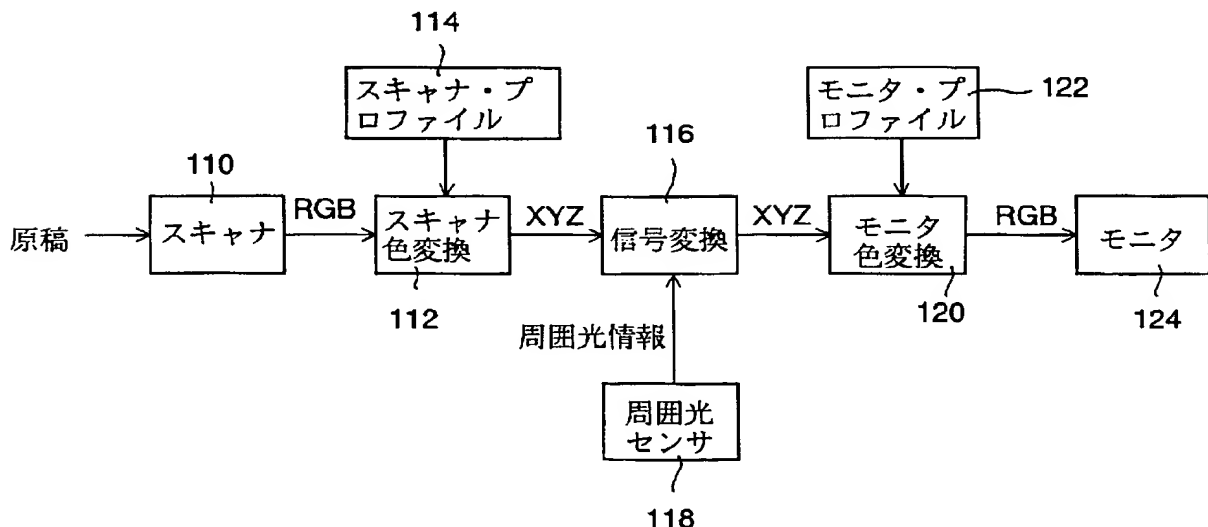 114
スキャナ・プ
ロファイル
モニタ・プ
ロファイル
122
110
116
原稿
スキャナ
RGB
スキャナ
色変換
XYZ
信号変換
XYZ
モニタ
色変換
RGB
モニタ
112
120
124
周囲光情報
周囲光
センサ
118